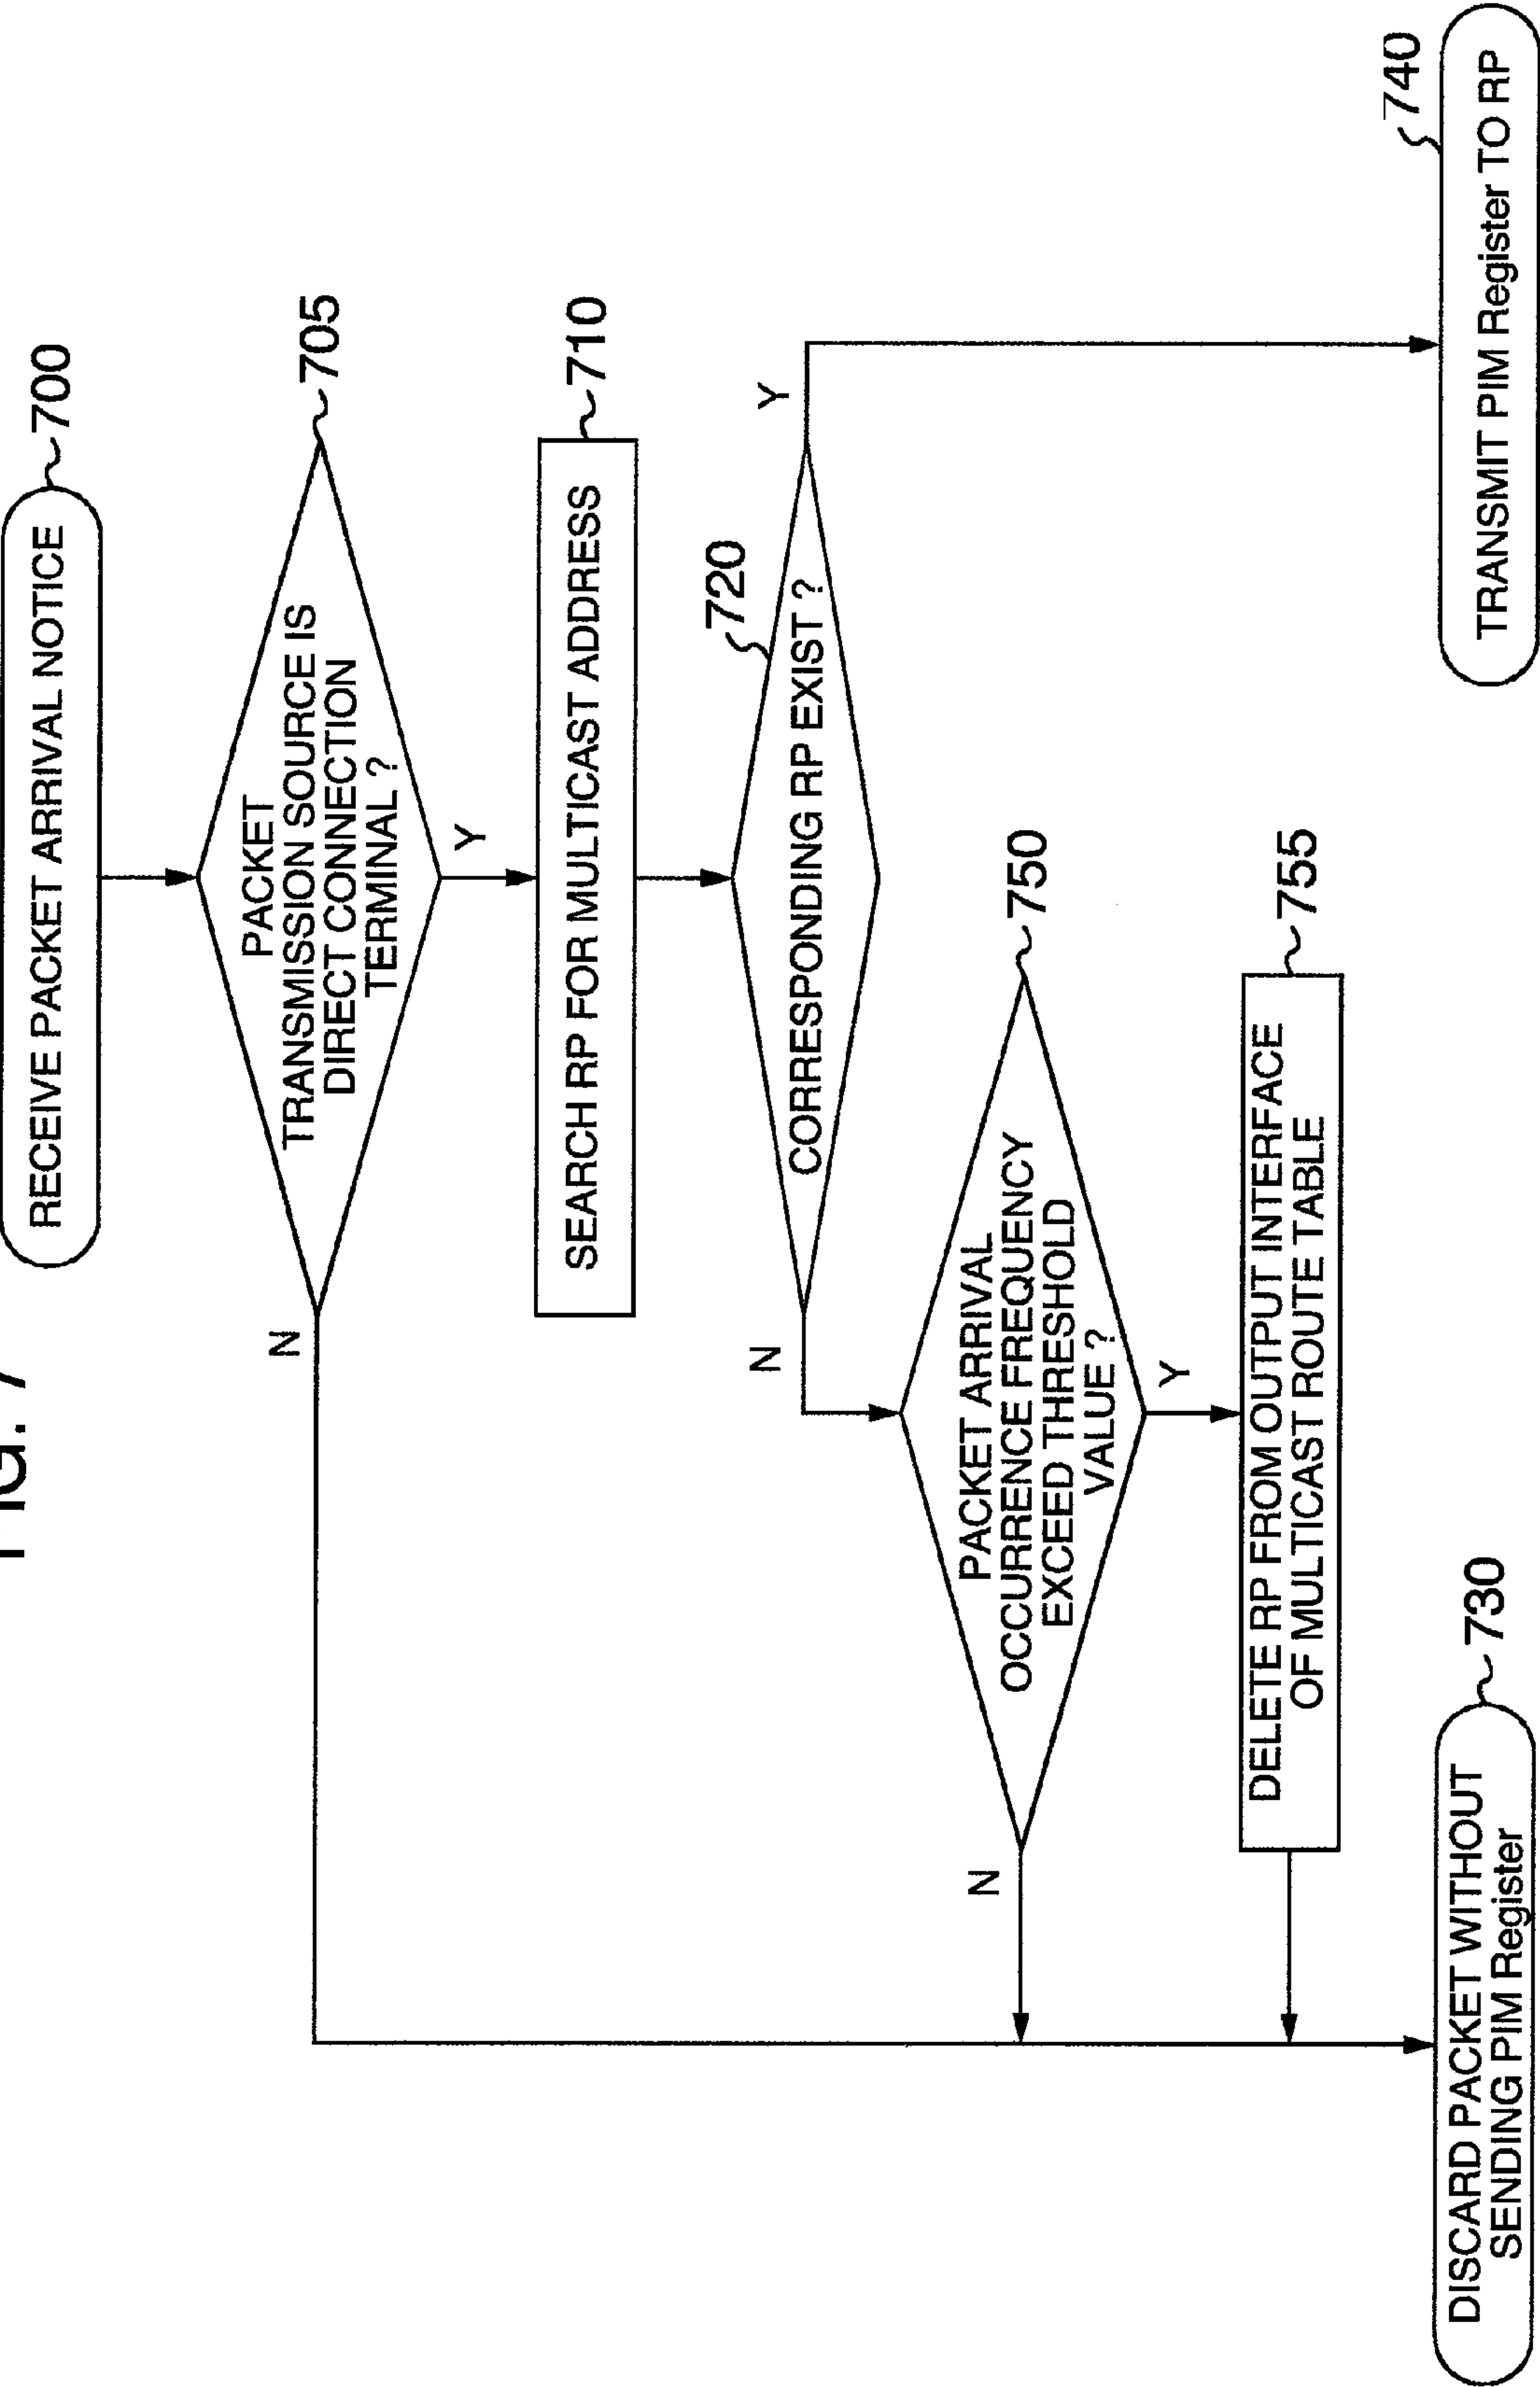 FIG. 7
RECEIVE PACKET ARRIVAL NOTICE
700
PACKET
TRANSMISSION SOURCE IS
DIRECT CONNECTION
TERMINAL ?
705
N
Y
SEARCH RP FOR MULTICAST ADDRESS
710
720
CORRESPONDING RP EXIST ?
N
Y
PACKET ARRIVAL
OCCURRENCE FREQUENCY
EXCEED THRESHOLD
VALUE ?
750
N
Y
DELETE RP FROM OUTPUT INTERFACE
OF MULTICAST ROUTE TABLE
755
DISCARD PACKET WITHOUT
SENDING PIM Register
730
TRANSMIT PIM Register TO RP
740